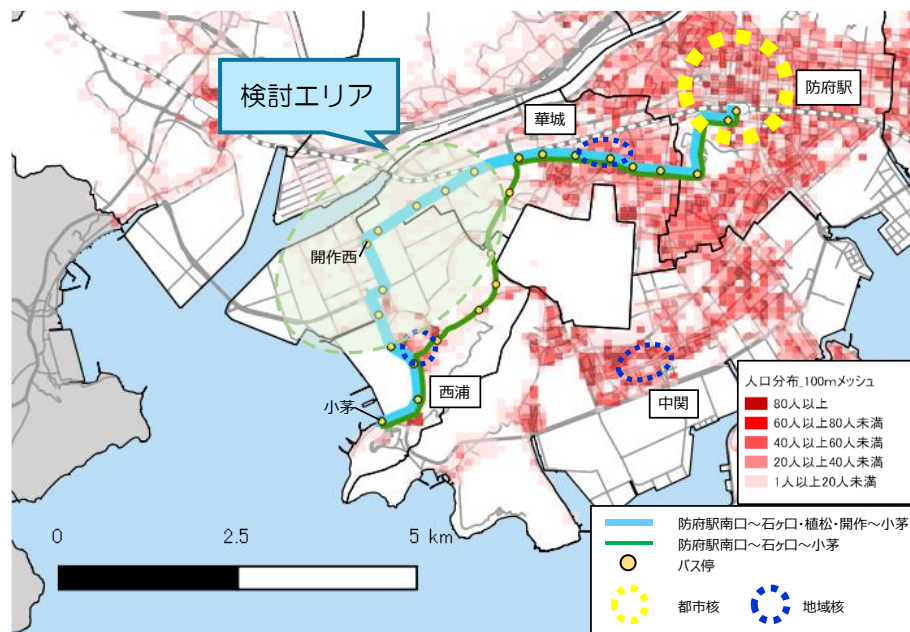 検討エリア
防府駅
華城
開作西
西浦
小茅
中関
人口分布_100mメッシュ
80人以上
60人以上80人未満
40人以上60人未満
20人以上40人未満
1人以上20人未満
0 2.5 5 km
防府駅南口～石ヶ口・植松・開作～小茅
防府駅南口～石ヶ口～小茅
バス停
都市核 地域核